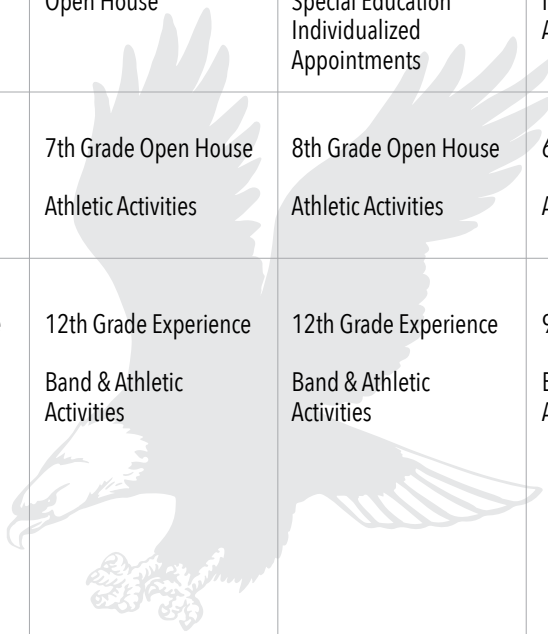 Open House
Special Education
Individualized
Appointments
7th Grade Open House
Athletic Activities
8th Grade Open House
Athletic Activities
12th Grade Experience
Band & Athletic
Activities
12th Grade Experience
Band & Athletic
Activities